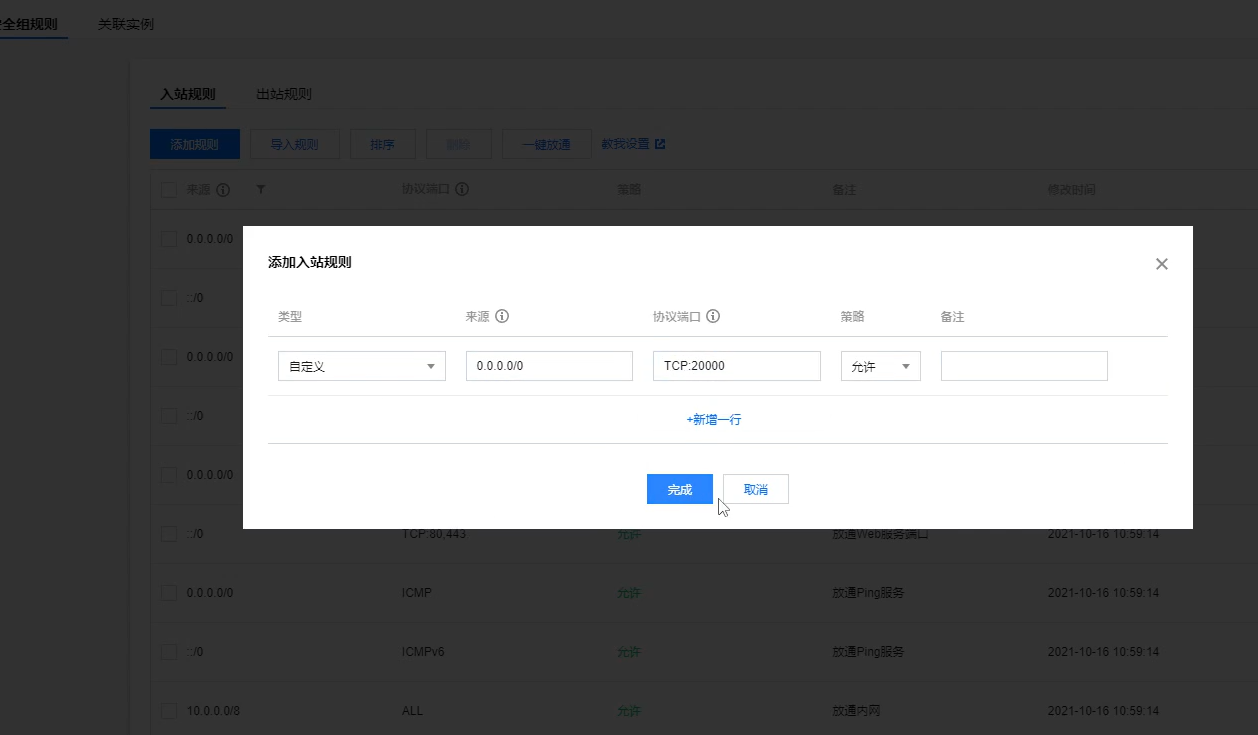 全组规则 关联实例
入站规则 出站规则
添加规则 导入规则 排序 删除 一键放通 教我设置
来源 协议端口 策略 备注 修改时间
0.0.0.0/0
::/0
0.0.0.0/0
::/0
0.0.0.0/0
添加入站规则
类型 来源 协议端口 策略 备注
自定义 0.0.0.0/0 TCP:20000 允许
+新增一行
完成 取消
::/0 TCP:80,443 允许 放通Web服务端口 2021-10-16 10:59:14
0.0.0.0/0 ICMP 允许 放通Ping服务 2021-10-16 10:59:14
::/0 ICMPv6 允许 放通Ping服务 2021-10-16 10:59:14
10.0.0.0/8 ALL 允许 放通内网 2021-10-16 10:59:14